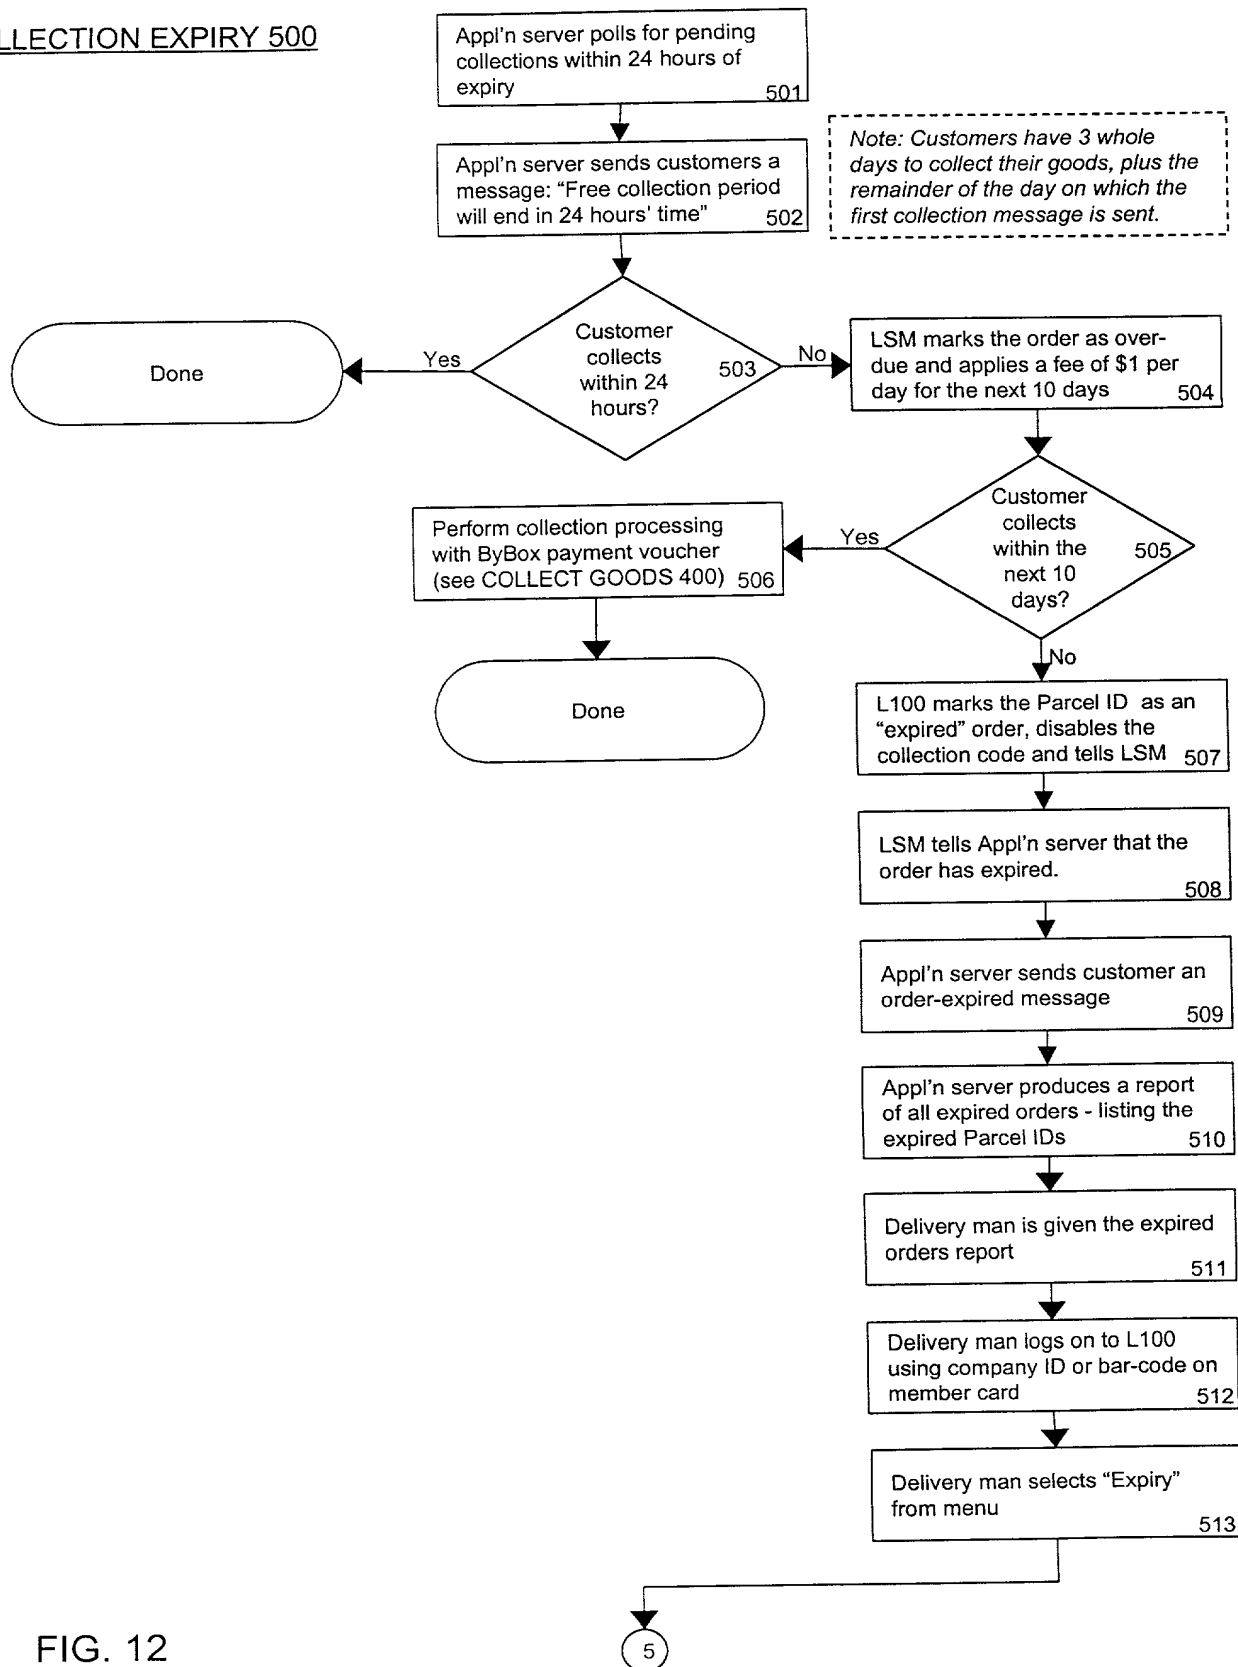 LLECTION EXPIRY 500
Appl'n server polls for pending
collections within 24 hours of
expiry
501
Appl'n server sends customers a
message: “Free collection period
will end in 24 hours' time”
502
Note: Customers have 3 whole
days to collect their goods, plus the
remainder of the day on which the
first collection message is sent.
Customer
collects
within 24
hours?
503
Yes
Done
No
LSM marks the order as over-
due and applies a fee of $1 per
day for the next 10 days
504
Customer
collects
within the
next 10
days?
505
Yes
Perform collection processing
with ByBox payment voucher
(see COLLECT GOODS 400)
506
Done
No
L100 marks the Parcel ID as an
“expired” order, disables the
collection code and tells LSM
507
LSM tells Appl'n server that the
order has expired.
508
Appl'n server sends customer an
order-expired message
509
Appl'n server produces a report
of all expired orders - listing the
expired Parcel IDs
510
Delivery man is given the expired
orders report
511
Delivery man logs on to L100
using company ID or bar-code on
member card
512
Delivery man selects “Expiry”
from menu
513
5
FIG. 12